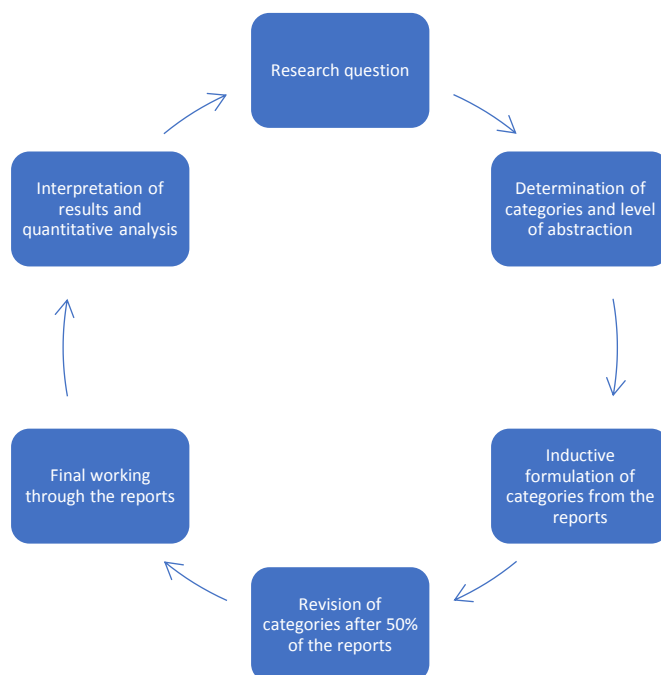 Research question
Determination of
categories and level
of abstraction
Inductive
formulation of
categories from the
reports
Revision of
categories after 50%
of the reports
Final working
through the reports
Interpretation of
results and
quantitative analysis